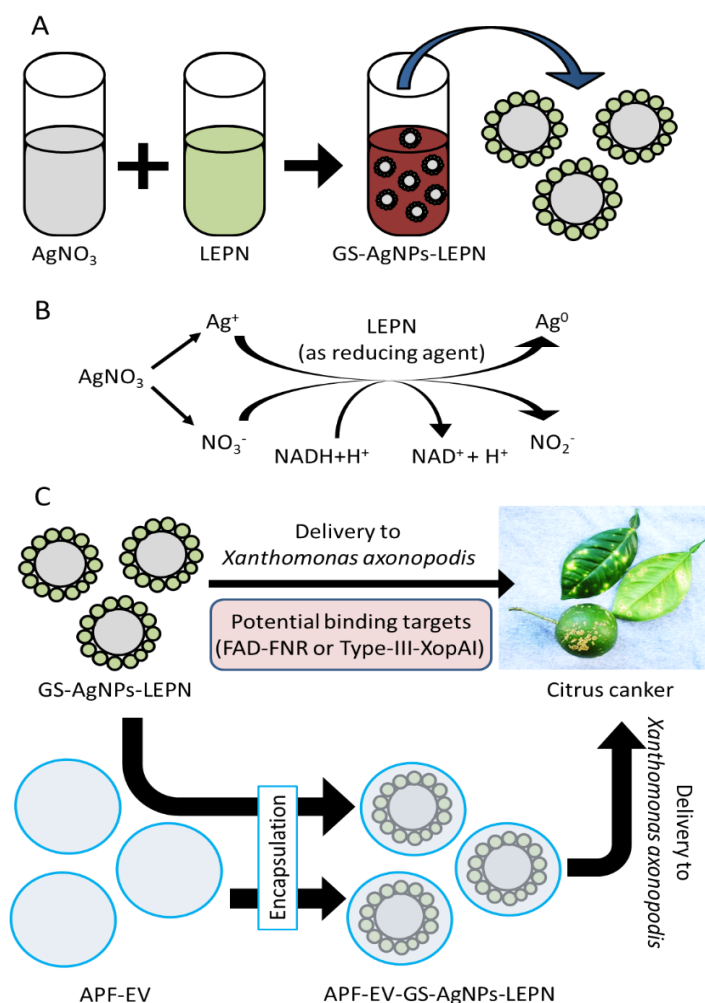 A
AgNO₃
LEPN
GS-AgNPs-LEPN
B
AgNO₃
Ag⁺
LEPN
(as reducing agent)
Ag⁰
NO₃⁻
NADH+H⁺
NAD⁺ + H⁺
NO₂⁻
C
Delivery to
Xanthomonas axonopodis
Potential binding targets
(FAD-FNR or Type-III-XopAI)
GS-AgNPs-LEPN
Citrus canker
Encapsulation
Delivery to
Xanthomonas axonopodis
APF-EV
APF-EV-GS-AgNPs-LEPN